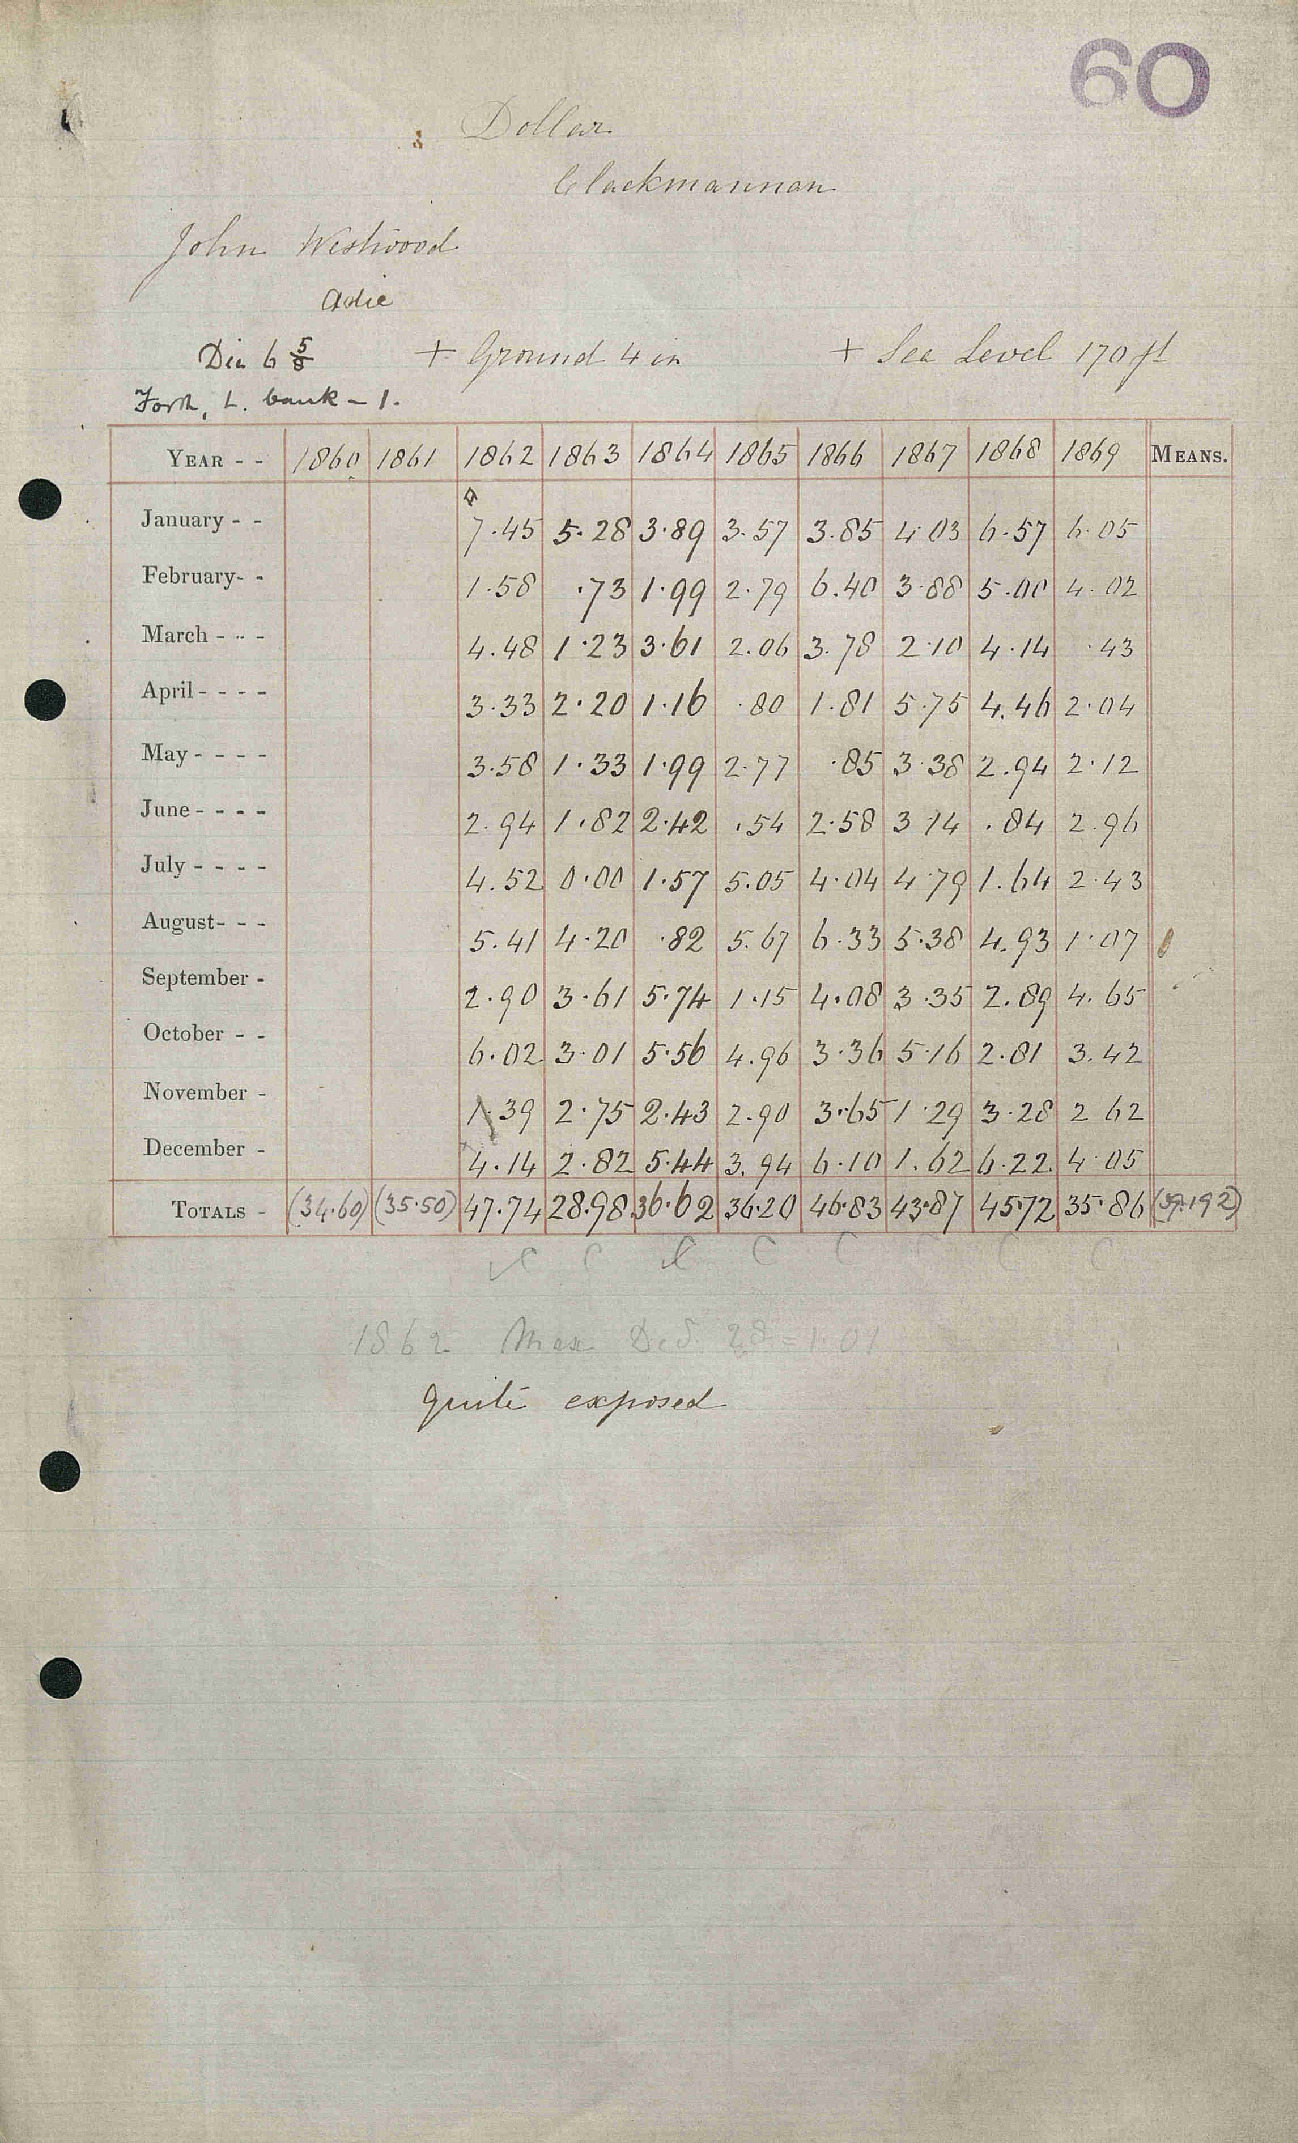 60
Dollar
Clackmannan
John Westwood
Adie
Dia 6 5/8 + Ground 4 in + Sea Level 170 ft
Forth, L. bank - 1.
YEAR - - 1860 1861 1862 1863 1864 1865 1866 1867 1868 1869 MEANS.
January - - 7.45 5.28 3.89 3.57 3.85 4.03 6.57 6.05
February- - 1.58 .73 1.99 2.79 6.40 3.88 5.00 4.02
March - - - 4.48 1.23 3.61 2.06 3.78 2.10 4.14 .43
April - - - - 3.33 2.20 1.16 .80 1.81 5.75 4.46 2.04
May - - - - 3.58 1.33 1.99 2.77 .85 3.38 2.94 2.12
June - - - - 2.94 1.82 2.42 .54 2.58 3.14 .84 2.96
July - - - - 4.52 0.00 1.57 5.05 4.04 4.79 1.64 2.43
August- - - 5.41 4.20 .82 5.67 6.33 5.38 4.93 1.07
September - 2.90 3.61 5.74 1.15 4.08 3.35 2.89 4.65
October - - 6.02 3.01 5.56 4.96 3.36 5.16 2.81 3.42
November - 1.39 2.75 2.43 2.90 3.65 1.29 3.28 2.62
December - 4.14 2.82 5.44 3.94 6.10 1.62 6.22 4.05
TOTALS - (34.60) (35.50) 47.74 28.98 36.62 36.20 46.83 43.87 45.72 35.86 (39.192)
C C C C C C C C
1862 Max 28 = 1.01
Quite exposed